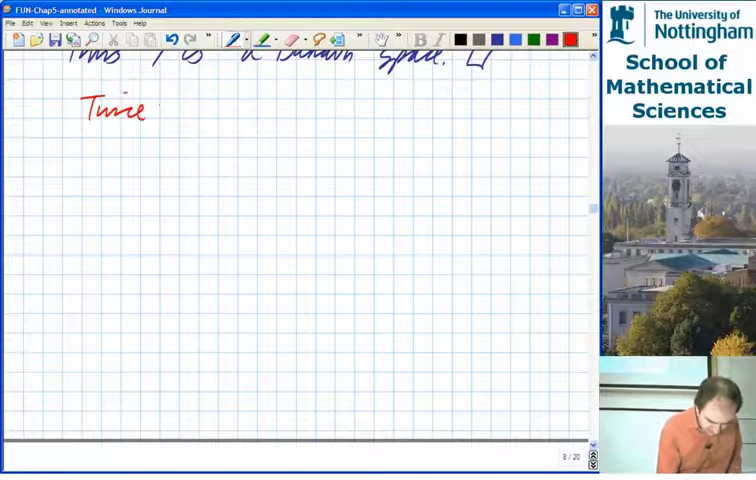 FUN-Chap5-annotated - Windows Journal
File Edit View Insert Actions Tools Help
Thus Y is a Banach space. □
Twice
8 / 20
The University of
Nottingham
School of
Mathematical
Sciences